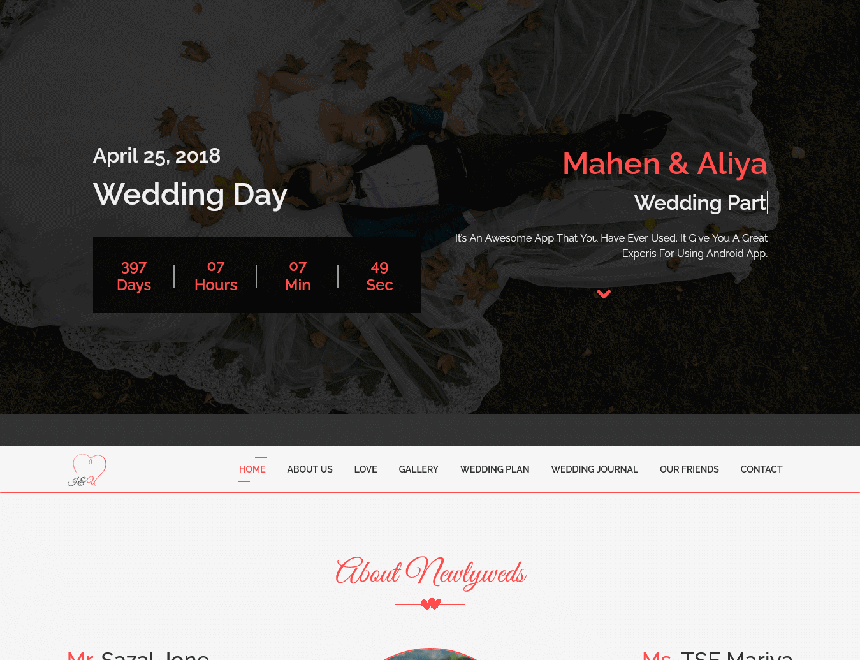 April 25, 2018
Wedding Day
397 Days
07 Hours
07 Min
49 Sec
Mahen & Aliya
Wedding Part
It's An Awesome App That You Have Ever Used. It Give You A Great
Experis For Using Android App.
HOME ABOUT US LOVE GALLERY WEDDING PLAN WEDDING JOURNAL OUR FRIENDS CONTACT
About Newlyweds
Mr. Sazal Jone
Ms. TSF Mariya